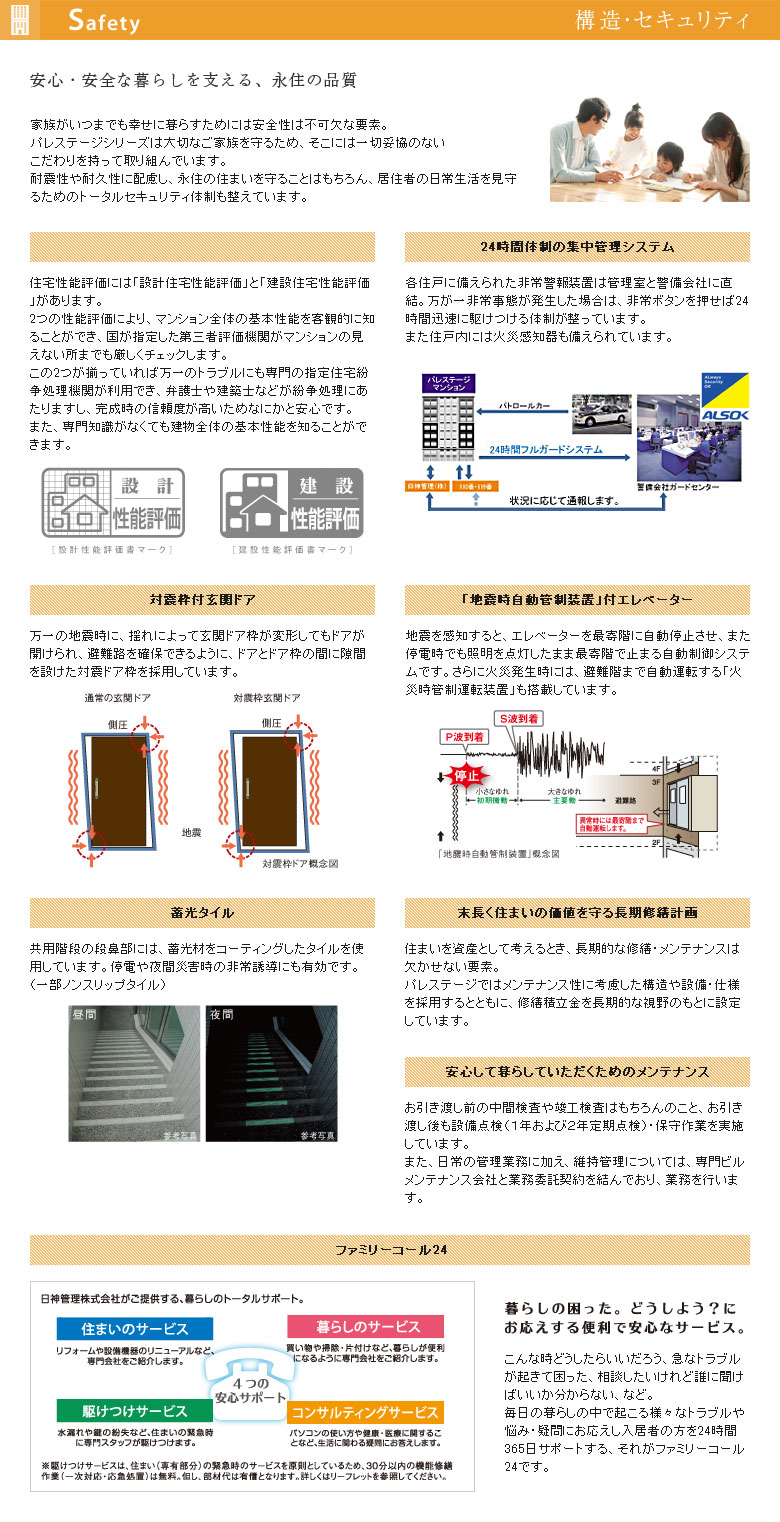 Safety
構造・セキュリティ
安心・安全な暮らしを支える、永住の品質
家族がいつまでも幸せに暮らすためには安全性は不可欠な要素。
パレステージシリーズは大切なご家族を守るため、そこには一切妥協のない
こだわりを持って取り組んでいます。
耐震性や耐久性に配慮し、永住の住まいを守ることはもちろん、居住者の日常生活を見守
るためのトータルセキュリティ体制も整えています。
住宅性能評価には「設計住宅性能評価」と「建設住宅性能評価
」があります。
2つの性能評価により、マンション全体の基本性能を客観的に知
ることができ、国が指定した第三者評価機関がマンションの見
えない所までも厳しくチェックします。
この2つが揃っていれば万一のトラブルにも専門の指定住宅紛
争処理機関が利用でき、弁護士や建築士などが紛争処理にあ
たりますし、完成時の信頼度が高いためなにかと安心です。
また、専門知識がなくても建物全体の基本性能を知ることがで
きます。
設計
性能評価
［設計性能評価書マーク］
建設
性能評価
［建設性能評価書マーク］
24時間体制の集中管理システム
各住戸に備えられた非常警報装置は管理室と警備会社に直
結。万が一非常事態が発生した場合は、非常ボタンを押せば24
時間迅速に駆けつける体制が整っています。
また住戸内には火災感知器も備えられています。
パレステージ
マンション
パトロールカー
ALways
Security
OK
ALSOK
24時間フルガードシステム
日神管理(株)
110番・119番
警備会社ガードセンター
状況に応じて通報します。
対震枠付玄関ドア
万一の地震時に、揺れによって玄関ドア枠が変形してもドアが
開けられ、避難路を確保できるように、ドアとドア枠の間に隙間
を設けた対震ドア枠を採用しています。
通常の玄関ドア
対震枠玄関ドア
側圧
側圧
地震
対震枠ドア概念図
「地震時自動管制装置」付エレベーター
地震を感知すると、エレベーターを最寄階に自動停止させ、また
停電時でも照明を点灯したまま最寄階で止まる自動制御システ
ムです。さらに火災発生時には、避難階まで自動運転する「火
災時管制運転装置」も搭載しています。
S波到着
P波到着
停止
小さなゆれ
初期微動
大きなゆれ
主要動
避難路
4F
3F
2F
異常時には最寄階まで
自動運転します。
「地震時自動管制装置」概念図
蓄光タイル
共用階段の段鼻部には、蓄光材をコーティングしたタイルを使
用しています。停電や夜間災害時の非常誘導にも有効です。
（一部ノンスリップタイル）
昼間
参考写真
夜間
参考写真
末長く住まいの価値を守る長期修繕計画
住まいを資産として考えるとき、長期的な修繕・メンテナンスは
欠かせない要素。
パレステージではメンテナンス性に考慮した構造や設備・仕様
を採用するとともに、修繕積立金を長期的な視野のもとに設定
しています。
安心して暮らしていただくためのメンテナンス
お引き渡し前の中間検査や竣工検査はもちろんのこと、お引き
渡し後も設備点検（1年および2年定期点検）・保守作業を実施
しています。
また、日常の管理業務に加え、維持管理については、専門ビル
メンテナンス会社と業務委託契約を結んでおり、業務を行いま
す。
ファミリーコール24
日神管理株式会社がご提供する、暮らしのトータルサポート。
住まいのサービス
リフォームや設備機器のリニューアルなど、
専門会社をご紹介します。
暮らしのサービス
買い物や掃除・片付けなど、暮らしが便利
になるように専門会社をご紹介します。
4つの
安心サポート
駆けつけサービス
水漏れや鍵の紛失など、住まいの緊急時
に専門スタッフが駆けつけます。
コンサルティングサービス
パソコンの使い方や健康・医療に関するこ
となど、生活に関わる疑問にお答えします。
※駆けつけサービスは、住まい（専有部分）の緊急時のサービスを原則としているため、30分以内の機能修繕
作業（一次対応・応急処置）は無料。但し、部材代は有償となります。詳しくはリーフレットを参照してください。
暮らしの困った。どうしよう？に
お応えする便利で安心なサービス。
こんな時どうしたらいいだろう、急なトラブル
が起きて困った、相談したいけれど誰に聞け
ばいいか分からない、など。
毎日の暮らしの中で起こる様々なトラブルや
悩み・疑問にお応えし入居者の方を24時間
365日サポートする、それがファミリーコール
24です。